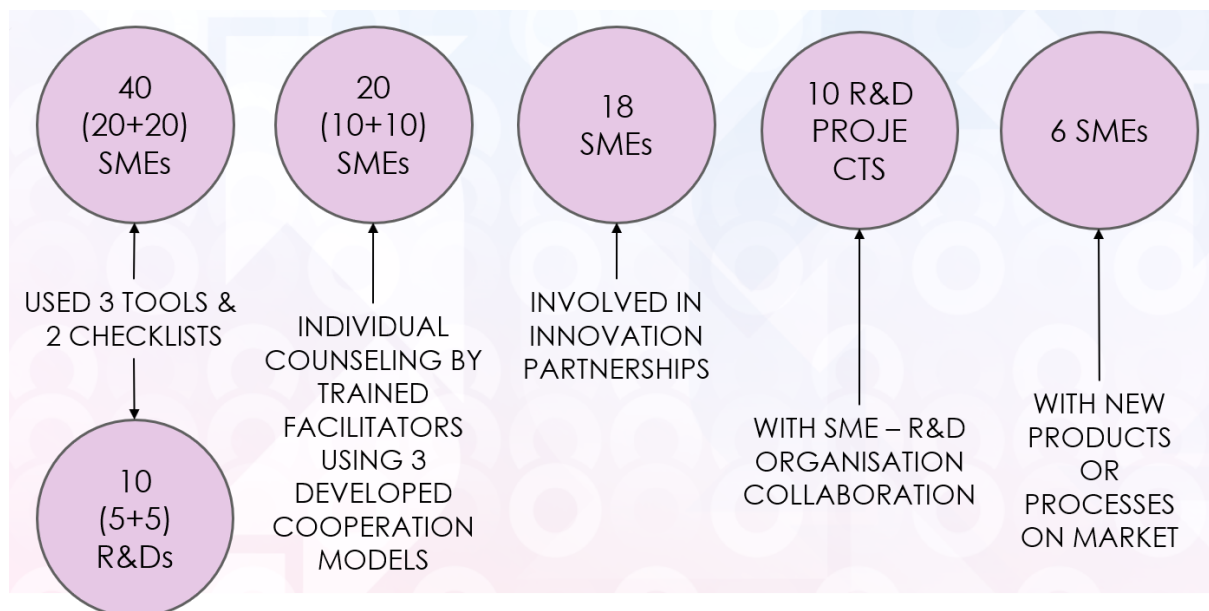 40
(20+20)
SMEs
20
(10+10)
SMEs
18
SMEs
10 R&D
PROJE
CTS
6 SMEs
USED 3 TOOLS &
2 CHECKLISTS
INDIVIDUAL
COUNSELING BY
TRAINED
FACILITATORS
USING 3
DEVELOPED
COOPERATION
MODELS
INVOLVED IN
INNOVATION
PARTNERSHIPS
WITH SME – R&D
ORGANISATION
COLLABORATION
WITH NEW
PRODUCTS
OR
PROCESSES
ON MARKET
10
(5+5)
R&Ds